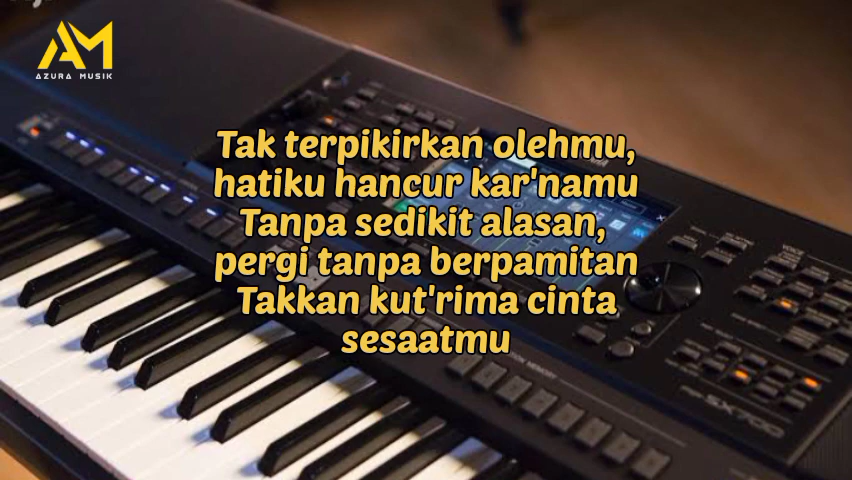 AM
AZURA MUSIK
Tak terpikirkan olehmu,
hatiku hancur kar'namu
Tanpa sedikit alasan,
pergi tanpa berpamitan
Takkan kut'rima cinta
sesaatmu
SX700